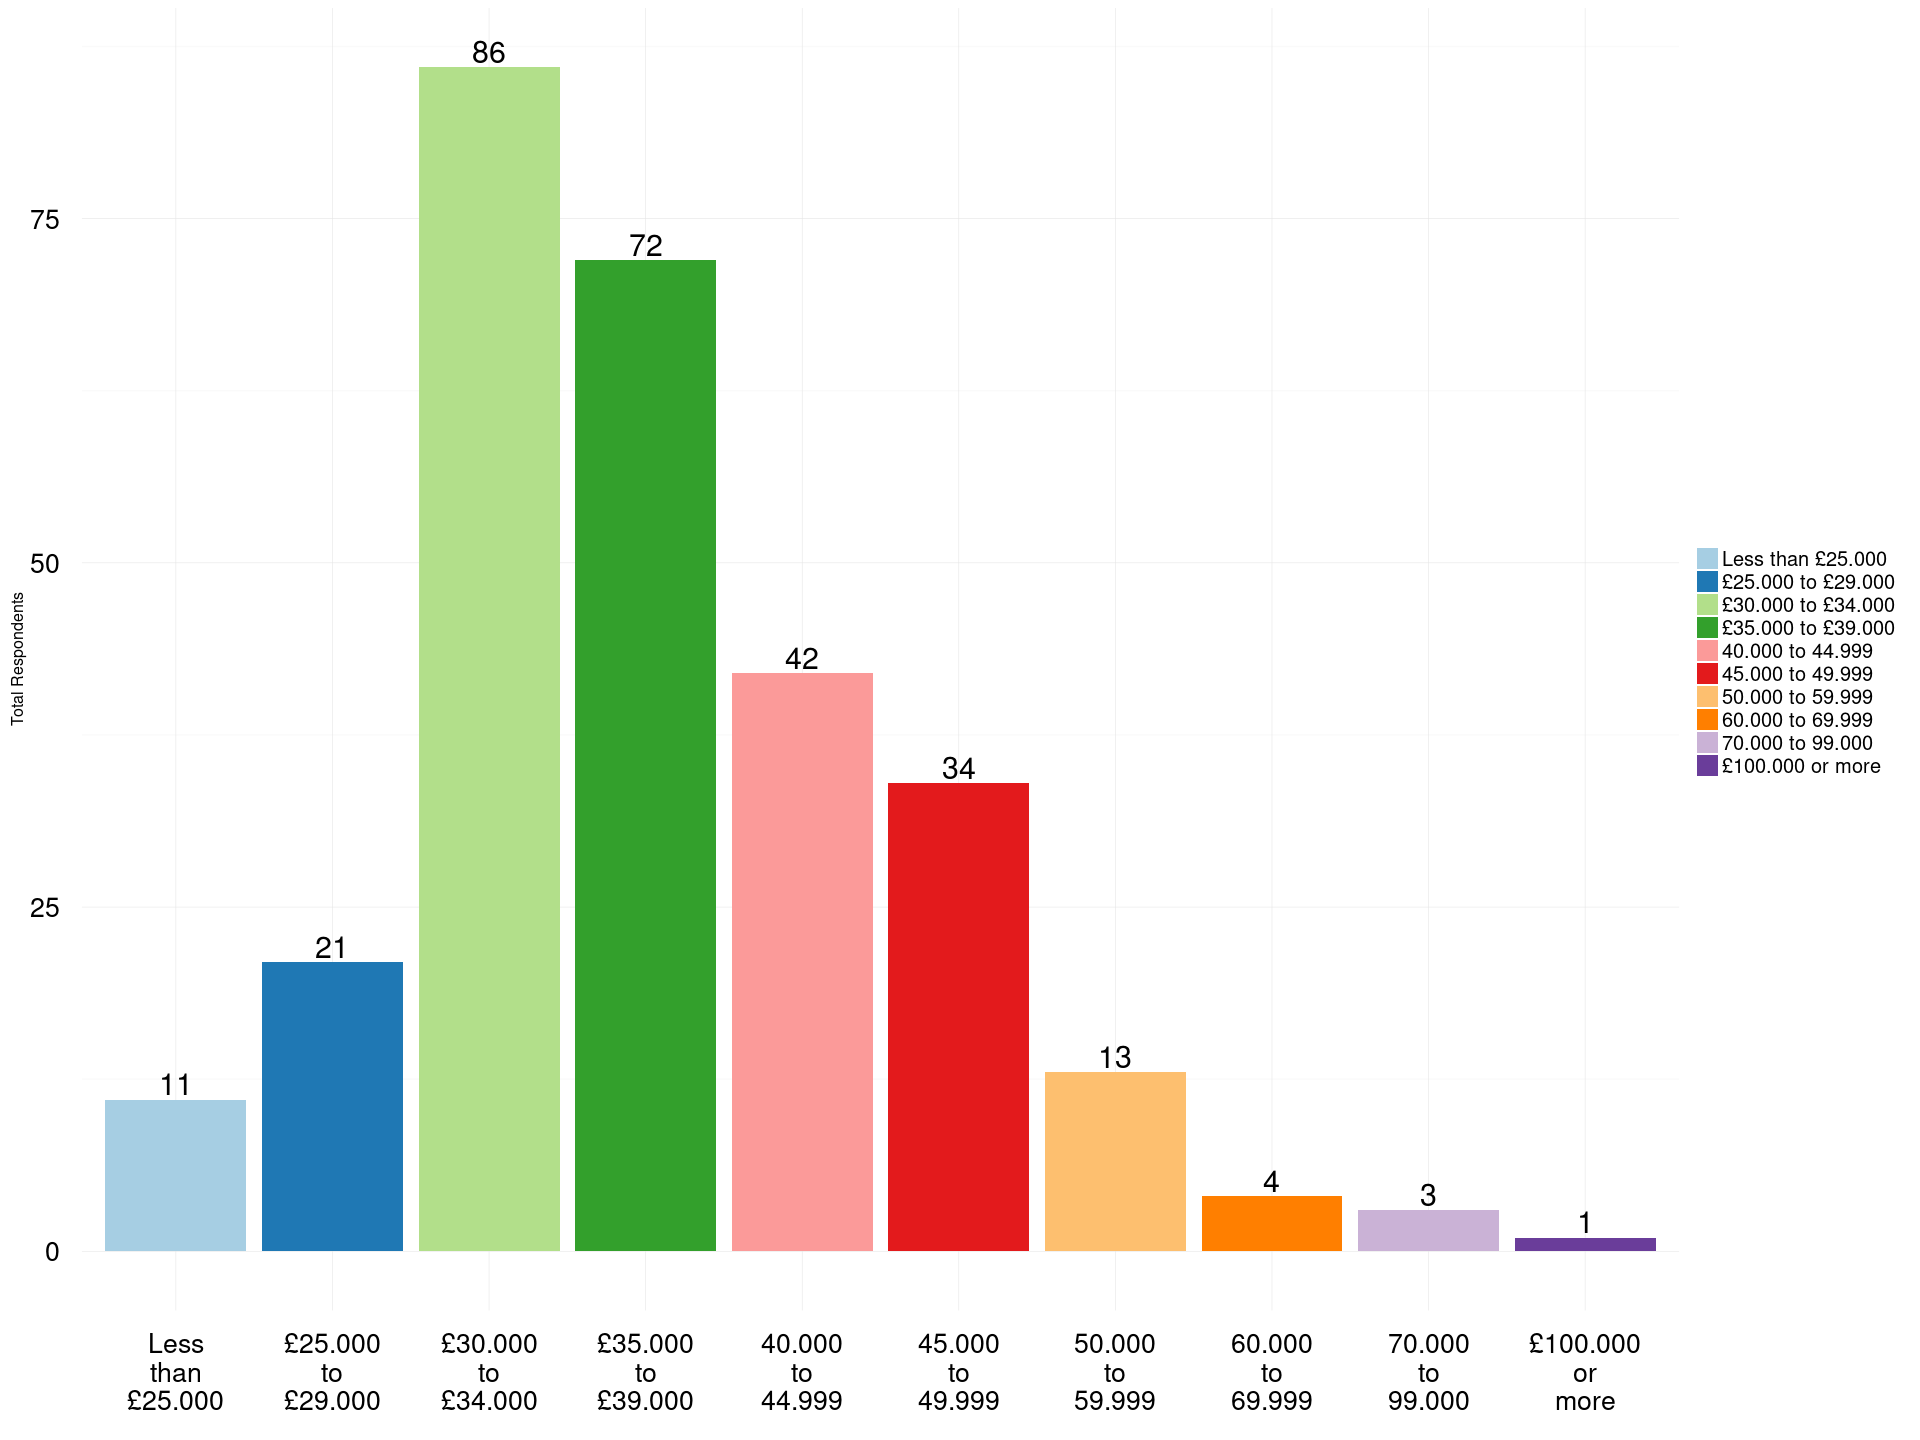 86
75
72
50
42
34
25
21
13
11
4
3
1
0
Total Respondents
Less
than
£25.000
£25.000
to
£29.000
£30.000
to
£34.000
£35.000
to
£39.000
40.000
to
44.999
45.000
to
49.999
50.000
to
59.999
60.000
to
69.999
70.000
to
99.000
£100.000
or
more
Less than £25.000
£25.000 to £29.000
£30.000 to £34.000
£35.000 to £39.000
40.000 to 44.999
45.000 to 49.999
50.000 to 59.999
60.000 to 69.999
70.000 to 99.000
£100.000 or more